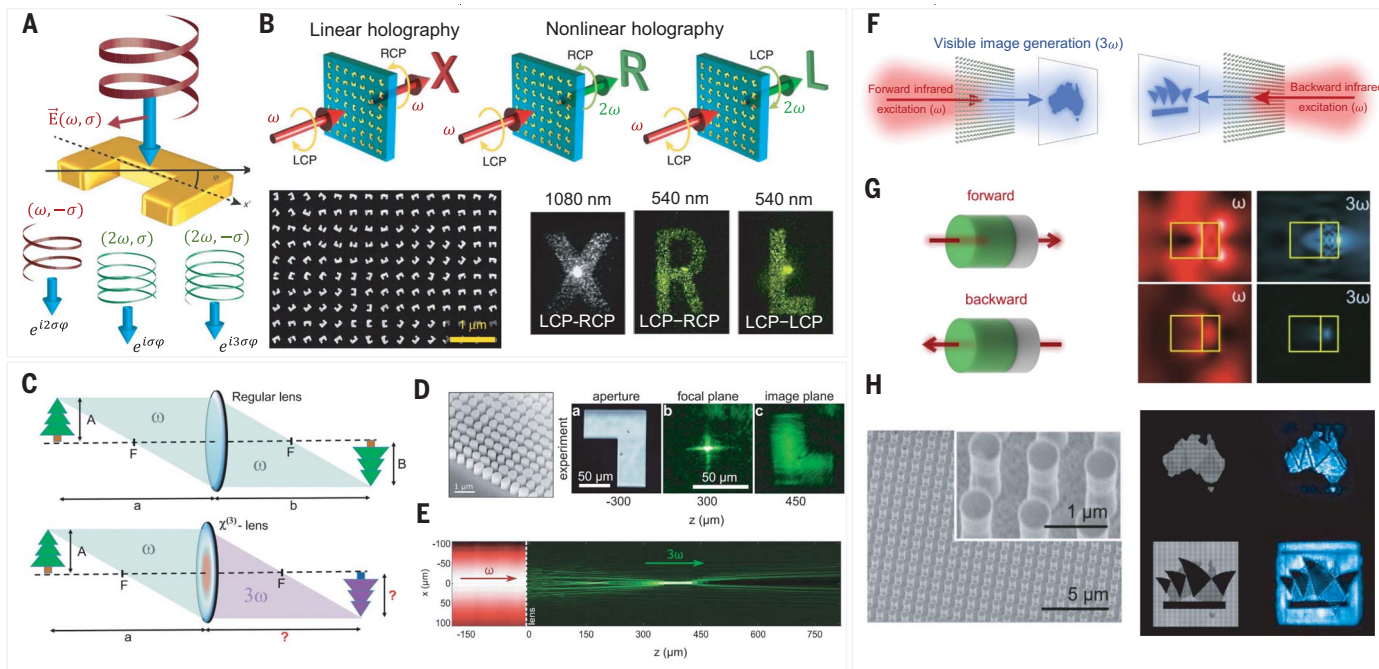 A
E⃗(ω, σ)
φ
x'
(ω, −σ)
(2ω, σ)
(2ω, −σ)
e^{i2σφ}
e^{iσφ}
e^{i3σφ}
B
Linear holography
Nonlinear holography
RCP
ω
X
ω
LCP
RCP
2ω
R
ω
LCP
LCP
2ω
L
ω
LCP
1 μm
1080 nm
540 nm
540 nm
X
R
L
LCP-RCP
LCP−RCP
LCP−LCP
C
Regular lens
A
ω
F
F
ω
B
a
b
χ⁽³⁾- lens
A
ω
F
F
3ω
?
a
?
D
1 μm
aperture
focal plane
image plane
experiment
a
b
c
50 μm
50 μm
-300
300
450
z (μm)
E
x (μm)
-100
-50
0
50
100
ω
lens
3ω
-150
0
150
300
450
600
750
z (μm)
F
Visible image generation (3ω)
Forward infrared
excitation (ω)
Backward infrared
excitation (ω)
G
forward
backward
ω
3ω
ω
3ω
H
1 μm
5 μm